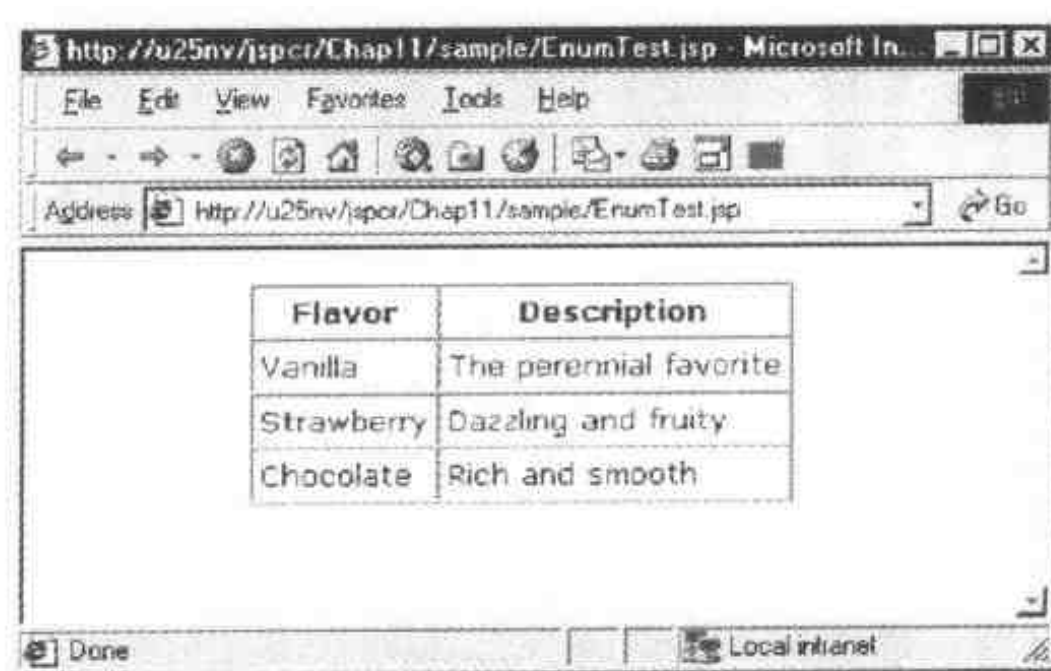 http://u25nv/jspcr/Chap11/sample/EnumTest.jsp - Microsoft In...
File Edit View Favorites Tools Help
Address http://u25nv/jspcr/Chap11/sample/EnumTest.jsp Go
Flavor Description
Vanilla The perennial favorite
Strawberry Dazzling and fruity
Chocolate Rich and smooth
Done Local intranet